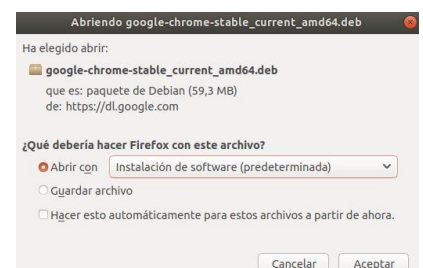 Abriendo google-chrome-stable_current_amd64.deb
Ha elegido abrir:
google-chrome-stable_current_amd64.deb
que es: paquete de Debian (59,3 MB)
de: https://dl.google.com
¿Qué debería hacer Firefox con este archivo?
Abrir con Instalación de software (predeterminada)
Guardar archivo
Hacer esto automáticamente para estos archivos a partir de ahora.
Cancelar Aceptar